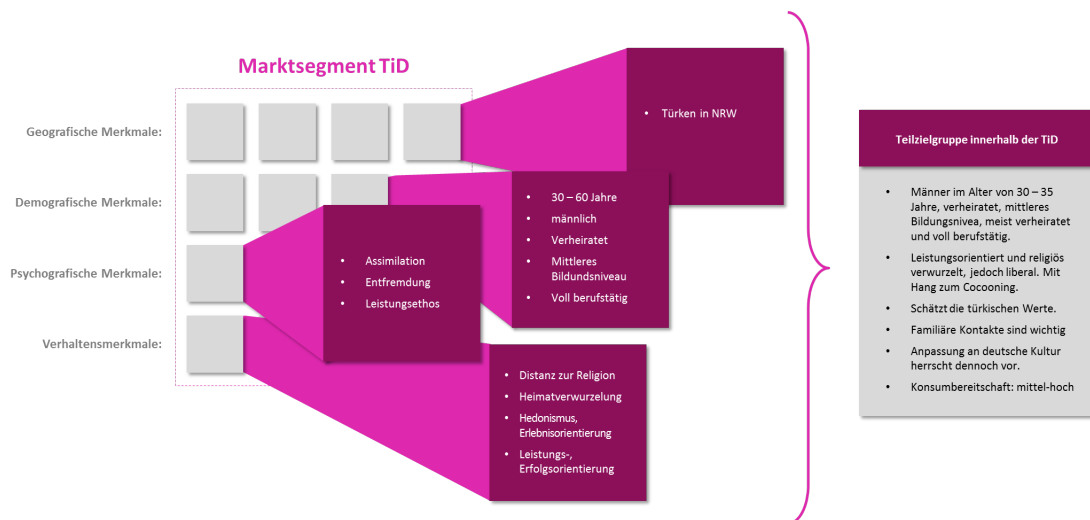 Marktsegment TiD
Geografische Merkmale:
Demografische Merkmale:
Psychografische Merkmale:
Verhaltensmerkmale:
• Türken in NRW
• 30 – 60 Jahre
• männlich
• Verheiratet
• Mittleres
Bildundsniveau
• Voll berufstätig
• Assimilation
• Entfremdung
• Leistungsethos
• Distanz zur Religion
• Heimatverwurzelung
• Hedonismus,
Erlebnisorientierung
• Leistungs-,
Erfolgsorientierung
Teilzielgruppe innerhalb der TiD
• Männer im Alter von 30 – 35
Jahre, verheiratet, mittleres
Bildungsnivea, meist verheiratet
und voll berufstätig.
• Leistungsorientiert und religiös
verwurzelt, jedoch liberal. Mit
Hang zum Cocooning.
• Schätzt die türkischen Werte.
• Familiäre Kontakte sind wichtig
• Anpassung an deutsche Kultur
herrscht dennoch vor.
• Konsumbereitschaft: mittel-hoch